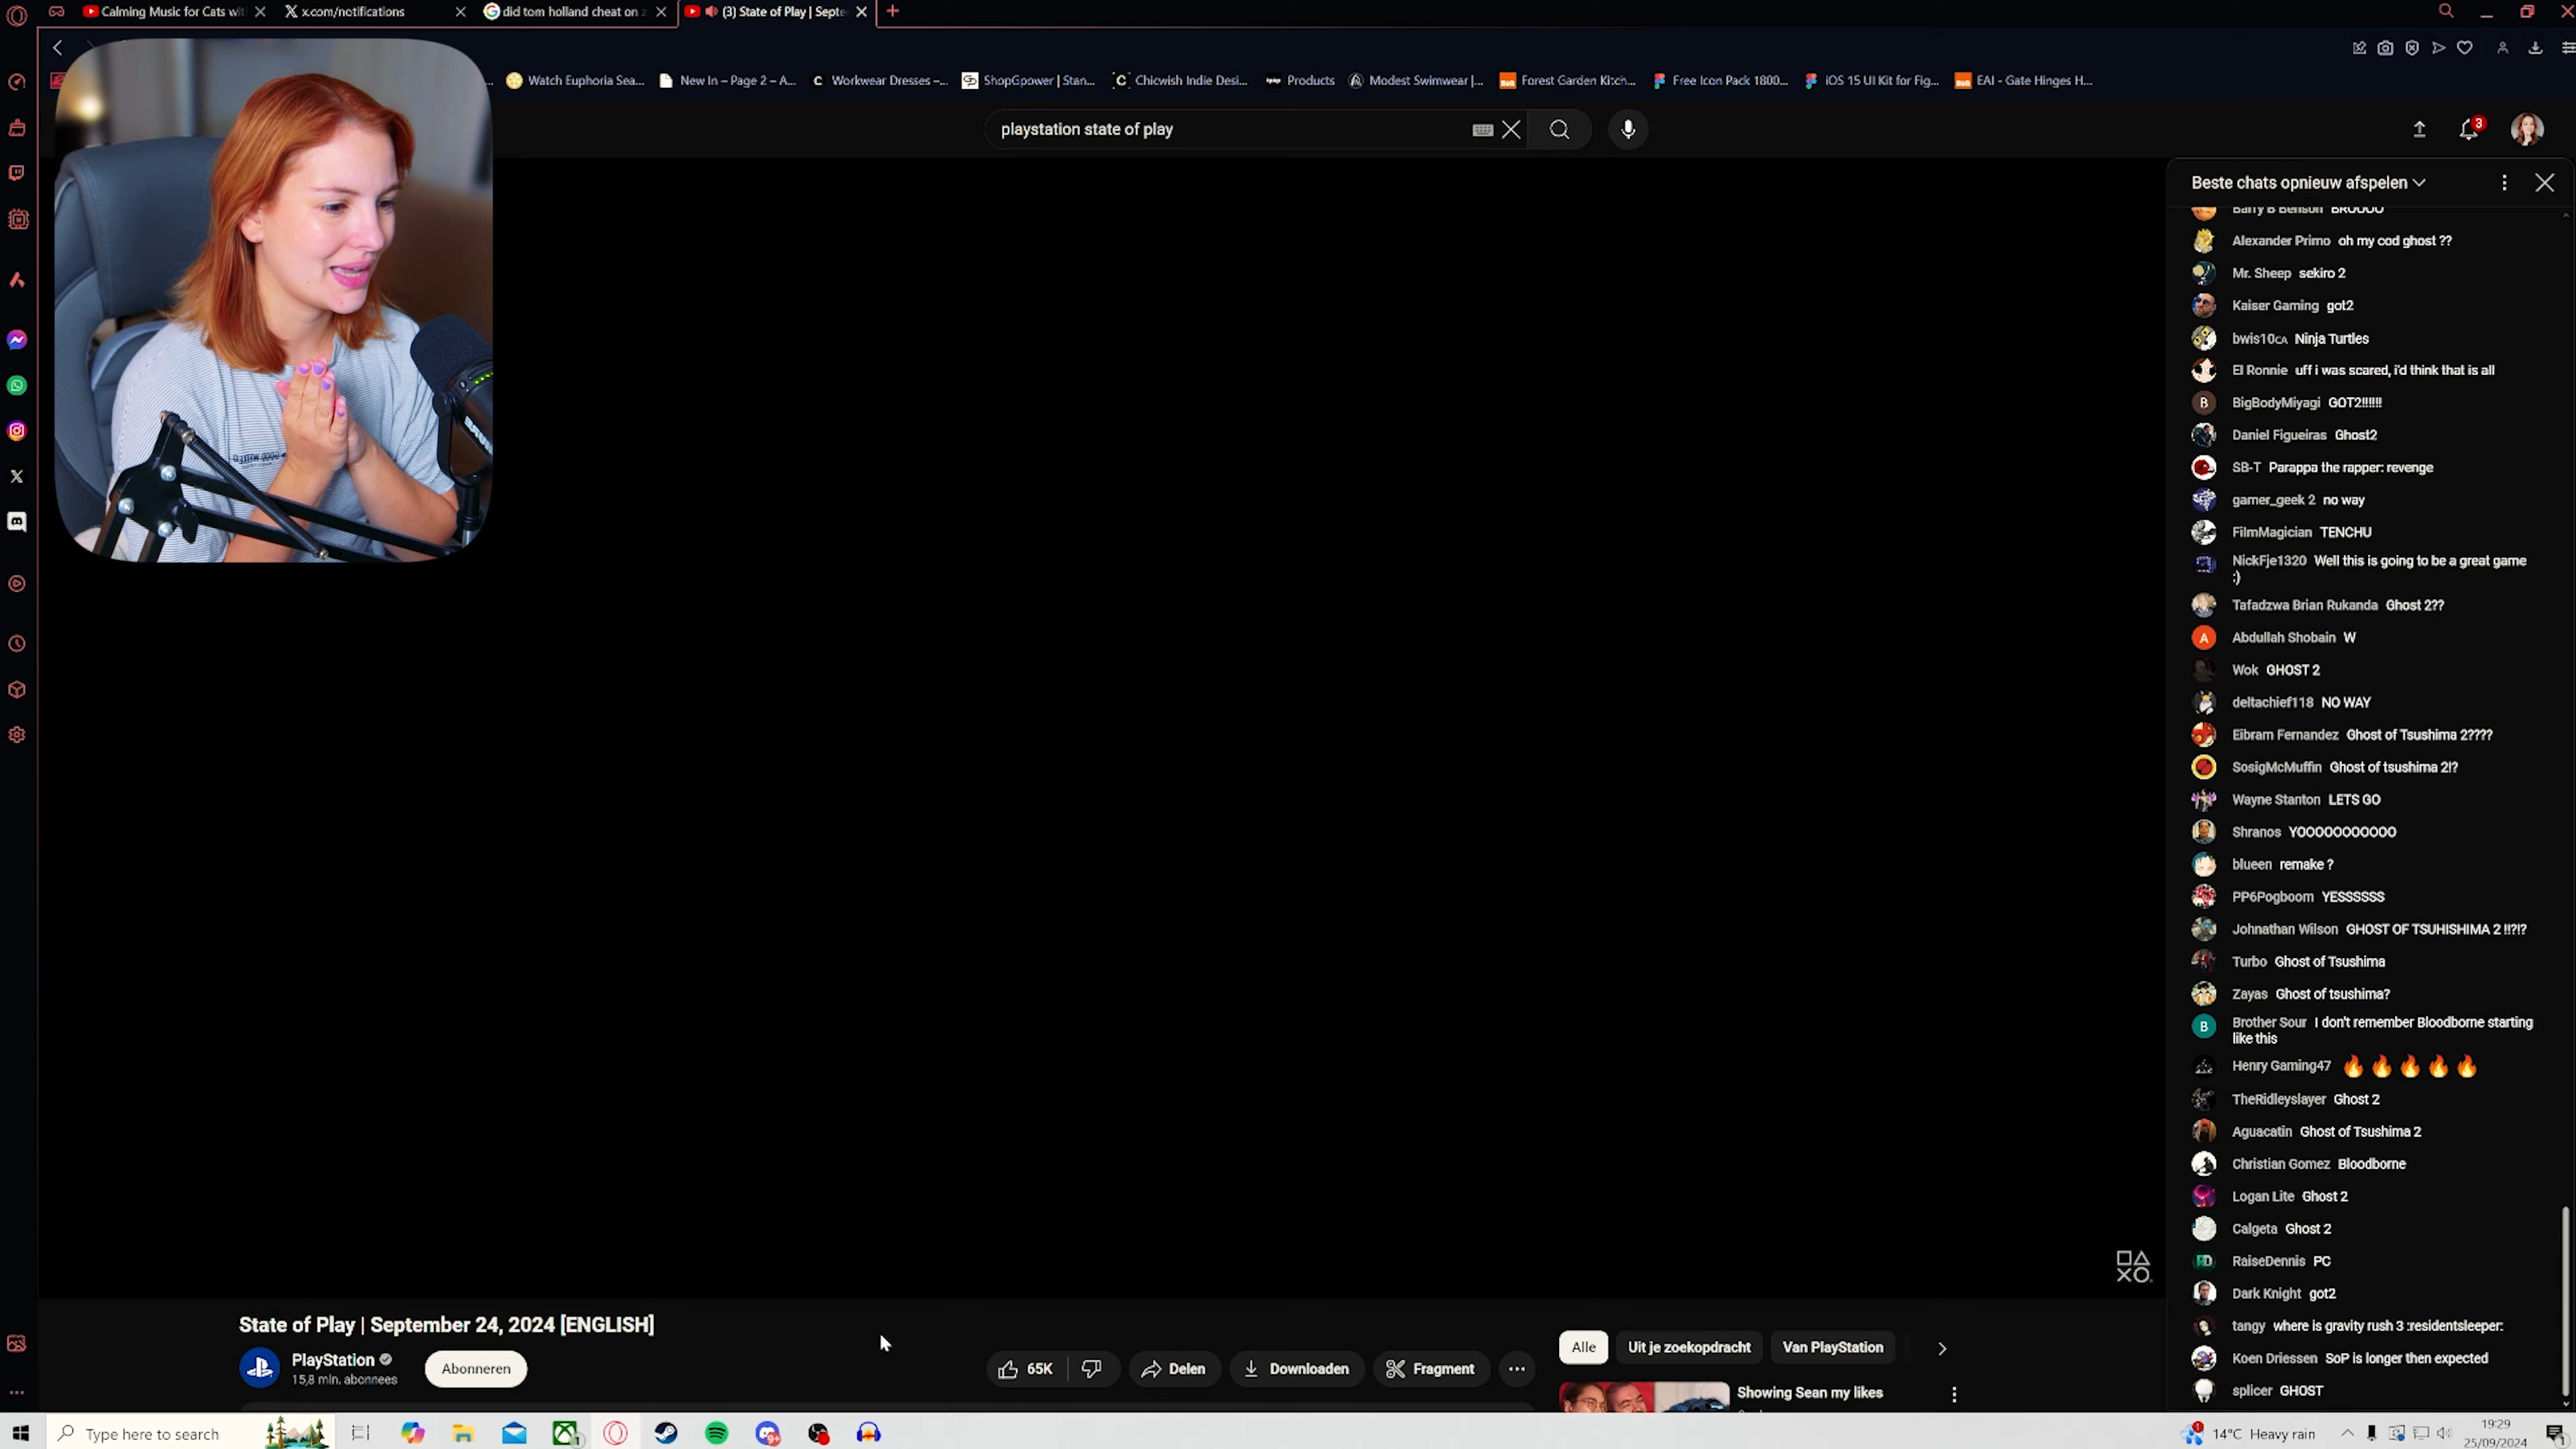 Calming Music for Cats wit
x.com/notifications
did tom holland cheat on z
(3) State of Play | Septe
Watch Euphoria Sea...
New In – Page 2 – A...
Workwear Dresses –...
ShopGpower | Stan...
Chicwish Indie Desi...
Products
Modest Swimwear |...
Forest Garden Kitch...
Free Icon Pack 1800...
iOS 15 UI Kit for Fig...
EAI - Gate Hinges H...
playstation state of play
3
Beste chats opnieuw afspelen
Barry B Benson BROOOO
Alexander Primo oh my cod ghost ??
Mr. Sheep sekiro 2
Kaiser Gaming got2
bwis10CA Ninja Turtles
El Ronnie uff i was scared, i'd think that is all
BigBodyMiyagi GOT2!!!!!!
Daniel Figueiras Ghost2
SB-T Parappa the rapper: revenge
gamer_geek 2 no way
FilmMagician TENCHU
NickFje1320 Well this is going to be a great game
:)
Tafadzwa Brian Rukanda Ghost 2??
Abdullah Shobain W
Wok GHOST 2
deltachief118 NO WAY
Eibram Fernandez Ghost of Tsushima 2????
SosigMcMuffin Ghost of tsushima 2!?
Wayne Stanton LETS GO
Shranos YOOOOOOOOOOO
blueen remake ?
PP6Pogboom YESSSSSS
Johnathan Wilson GHOST OF TSUHISHIMA 2 !!?!?
Turbo Ghost of Tsushima
Zayas Ghost of tsushima?
Brother Sour I don't remember Bloodborne starting
like this
Henry Gaming47 🔥🔥🔥🔥🔥
TheRidleyslayer Ghost 2
Aguacatin Ghost of Tsushima 2
Christian Gomez Bloodborne
Logan Lite Ghost 2
Calgeta Ghost 2
RaiseDennis PC
Dark Knight got2
tangy where is gravity rush 3 :residentsleeper:
Koen Driessen SoP is longer then expected
splicer GHOST
State of Play | September 24, 2024 [ENGLISH]
PlayStation
15,8 mln. abonnees
Abonneren
65K
Delen
Downloaden
Fragment
Alle
Uit je zoekopdracht
Van PlayStation
Showing Sean my likes
Type here to search
14°C Heavy rain
19:29
25/09/2024